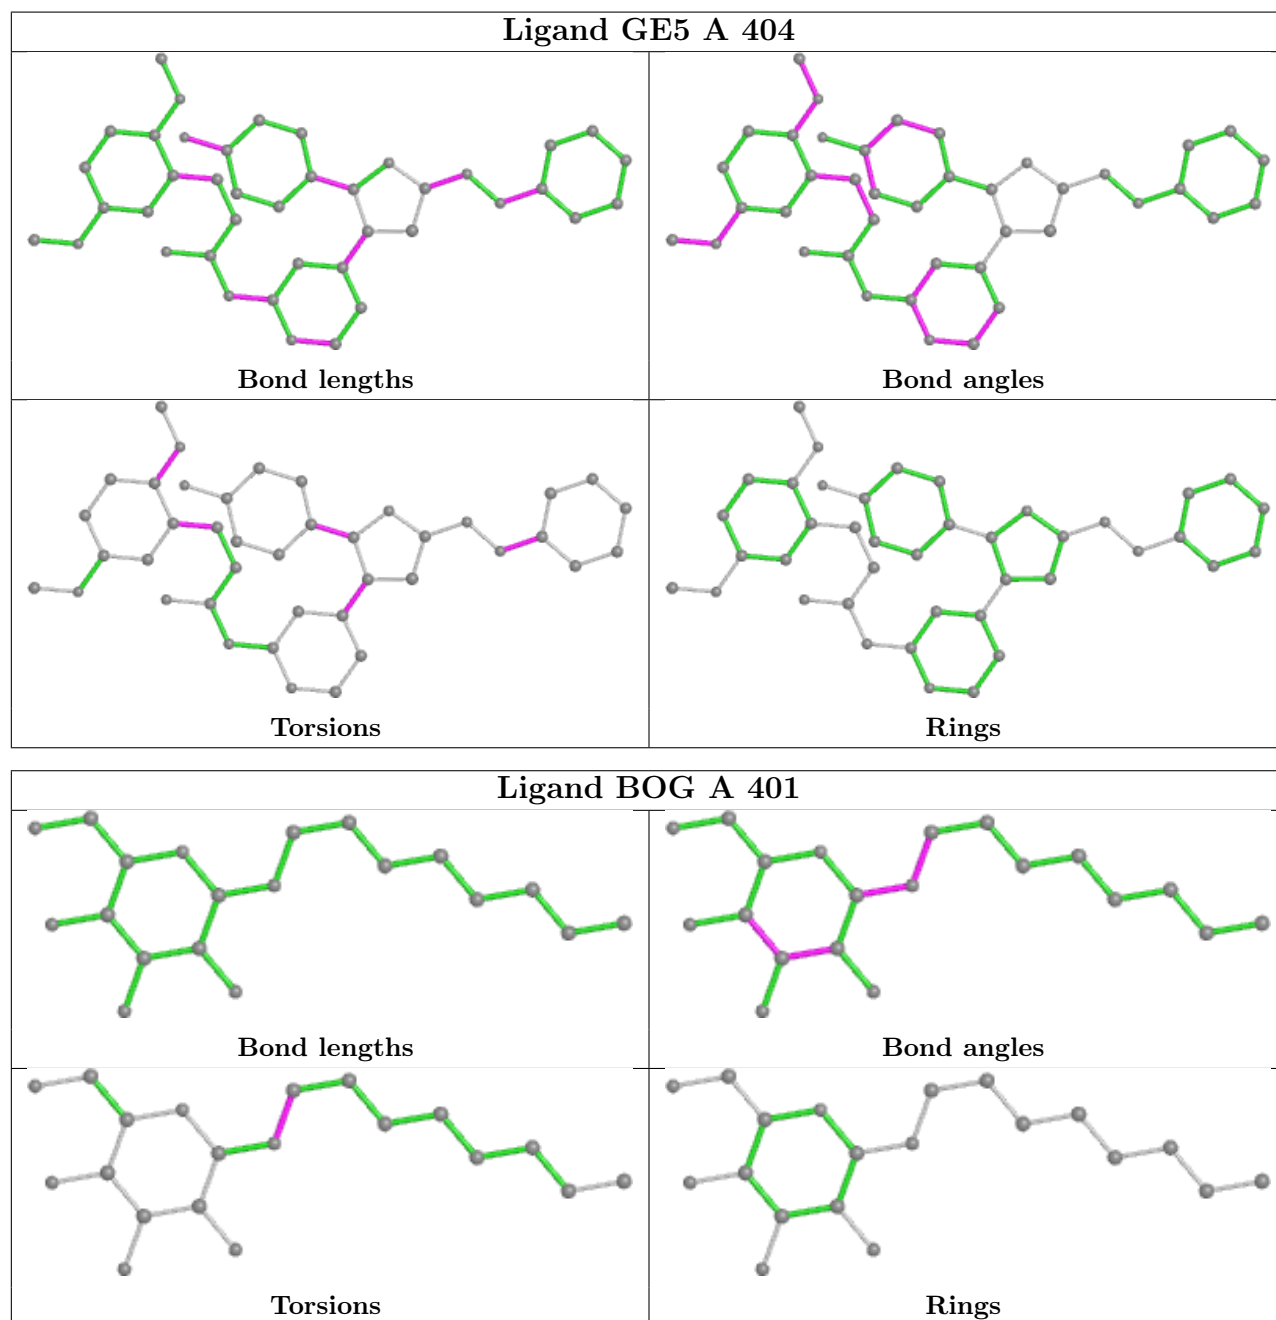 Ligand GE5 A 404
Bond lengths
Bond angles
Torsions
Rings
Ligand BOG A 401
Bond lengths
Bond angles
Torsions
Rings